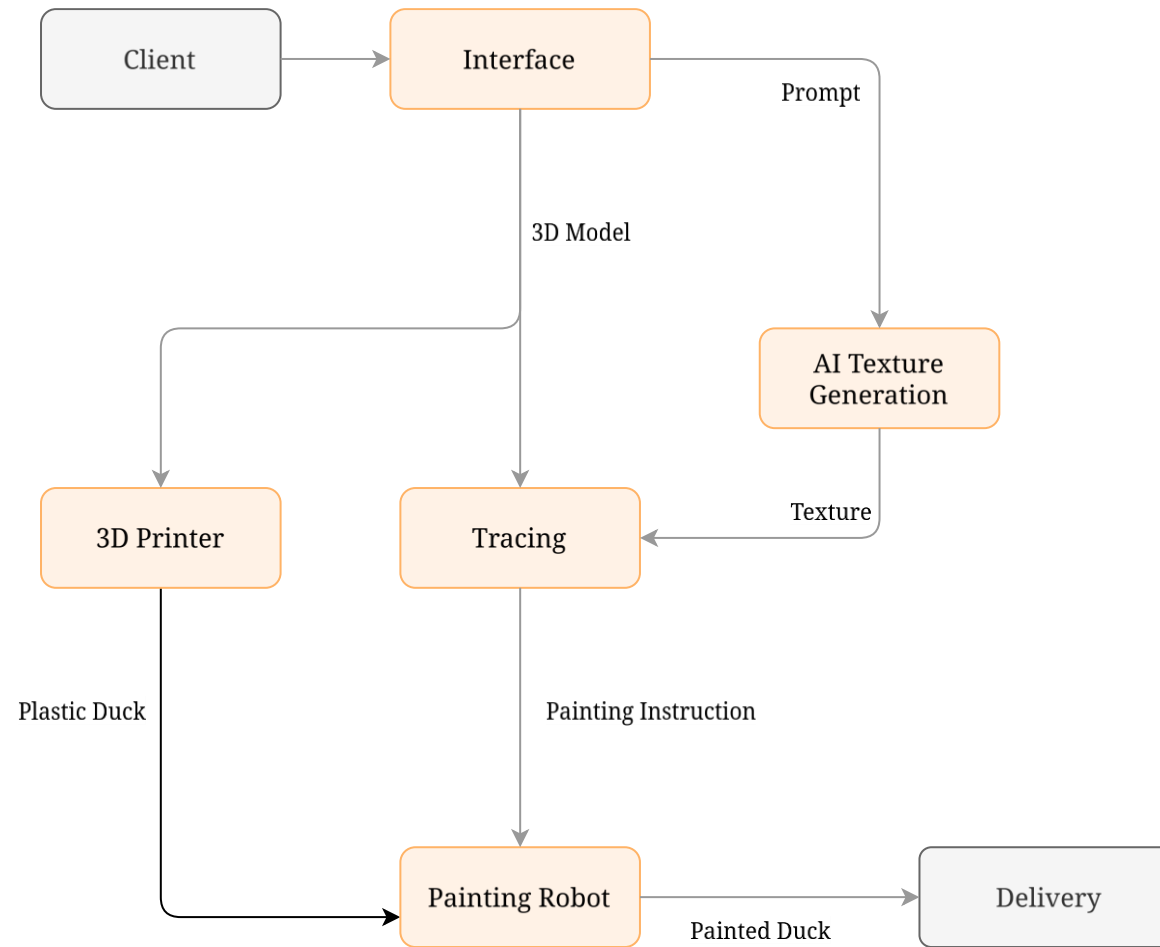 Client
Interface
Prompt
3D Model
AI Texture
Generation
Texture
3D Printer
Tracing
Plastic Duck
Painting Instruction
Painting Robot
Delivery
Painted Duck